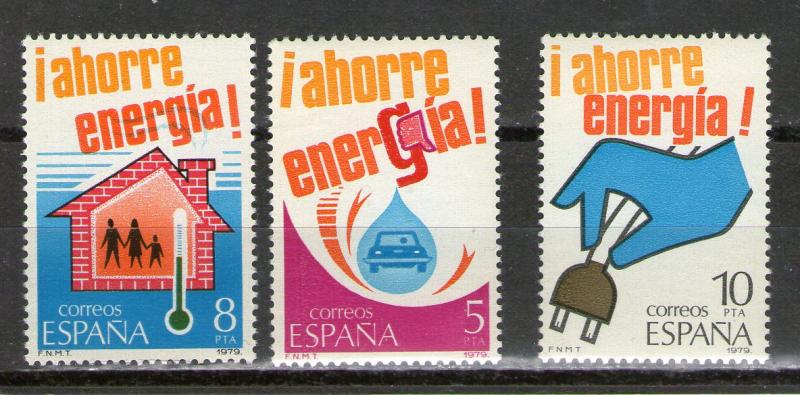 ¡ahorre
energía!
correos
ESPAÑA
8
PTA
F.N.M.T.
1979.
¡ahorre
energía!
correos
ESPAÑA
5
PTA
F.N.M.T.
1979.
¡ahorre
energía!
10
PTA
correos
ESPAÑA
F.N.M.T.
1979.